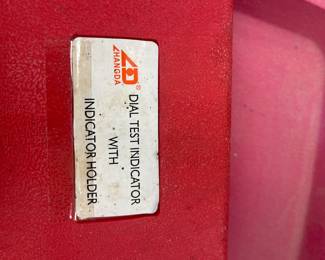 ZHANGDA ®
DIAL TEST INDICATOR
WITH
INDICATOR HOLDER